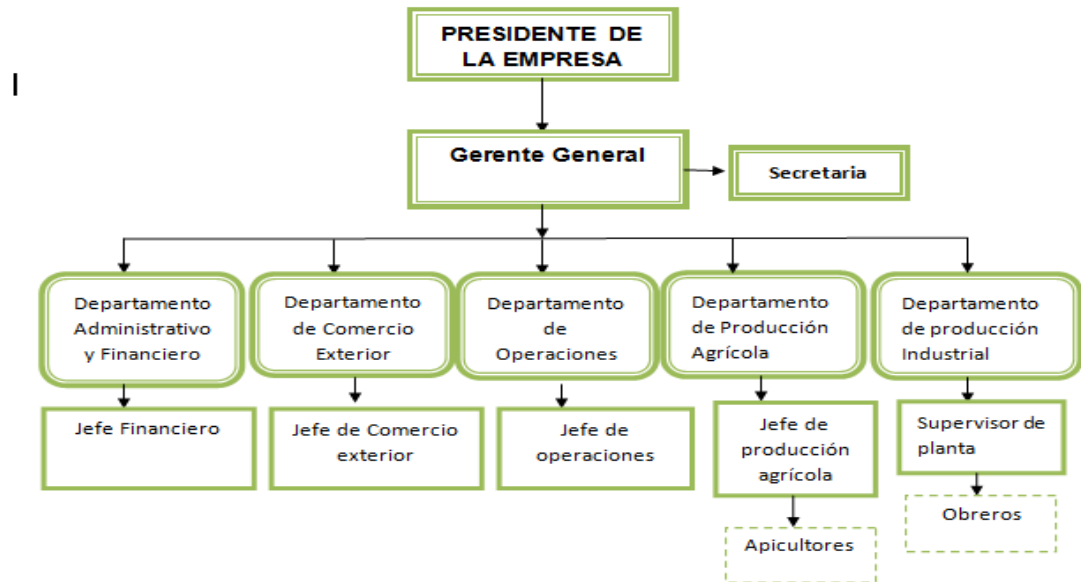 PRESIDENTE DE
LA EMPRESA
I
Gerente General
Secretaria
Departamento
Administrativo
y Financiero
Departamento
de Comercio
Exterior
Departamento
de
Operaciones
Departamento
de Producción
Agrícola
Departamento
de producción
Industrial
Jefe Financiero
Jefe de Comercio
exterior
Jefe de
operaciones
Jefe de
producción
agrícola
Supervisor de
planta
Apicultores
Obreros